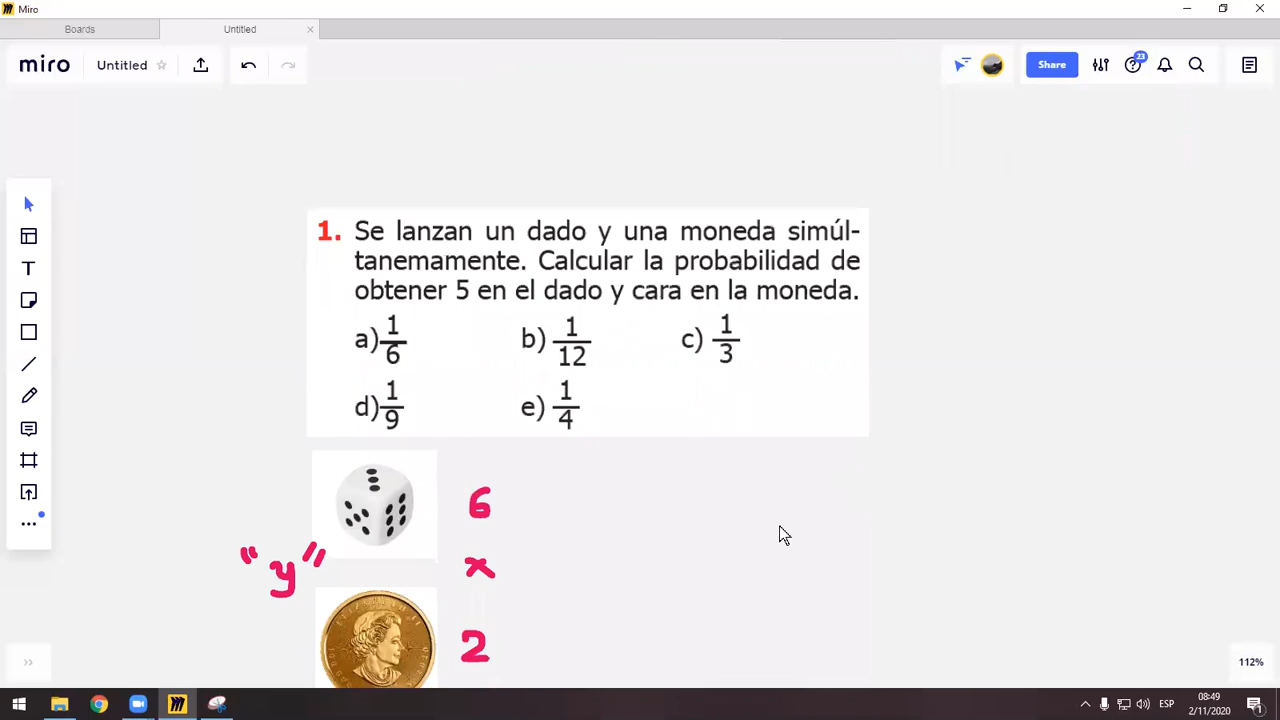 Miro
Boards
Untitled
miro
Untitled
23
Share
1. Se lanzan un dado y una moneda simúl-
tanemamente. Calcular la probabilidad de
obtener 5 en el dado y cara en la moneda.
a) 1/6 b) 1/12 c) 1/3
d) 1/9 e) 1/4
6
"y"
x
2
112%
08:49
ESP
2/11/2020
1